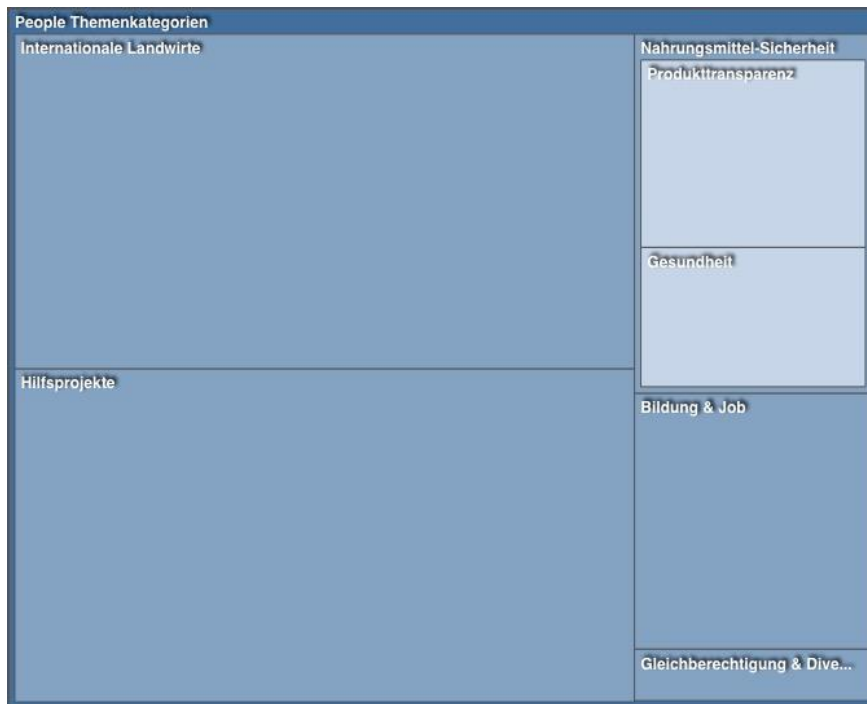 People Themenkategorien
Internationale Landwirte
Nahrungsmittel-Sicherheit
Produkttransparenz
Gesundheit
Hilfsprojekte
Bildung & Job
Gleichberechtigung & Dive...